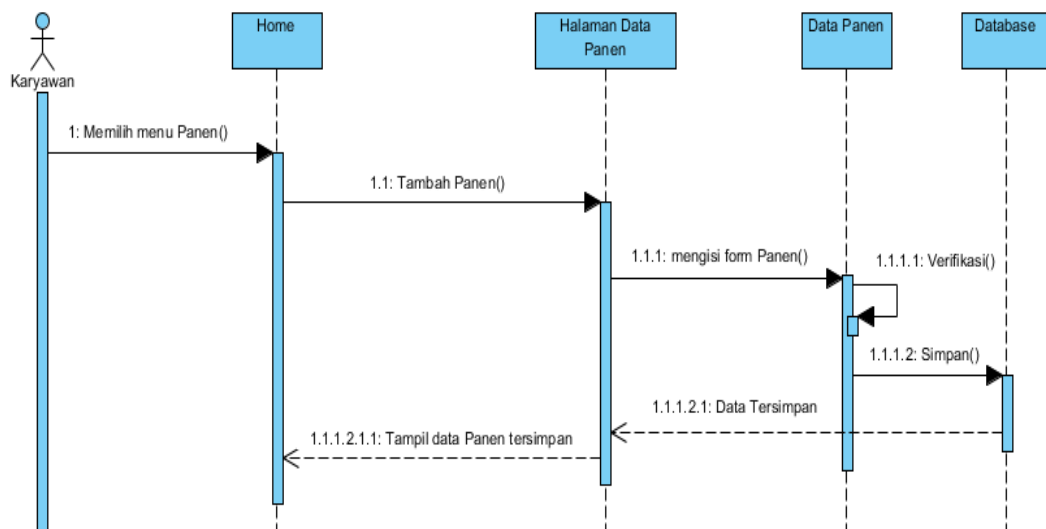 Karyawan
Home
Halaman Data
Panen
Data Panen
Database
1: Memilih menu Panen()
1.1: Tambah Panen()
1.1.1: mengisi form Panen()
1.1.1.1: Verifikasi()
1.1.1.2: Simpan()
1.1.1.2.1: Data Tersimpan
1.1.1.2.1.1: Tampil data Panen tersimpan